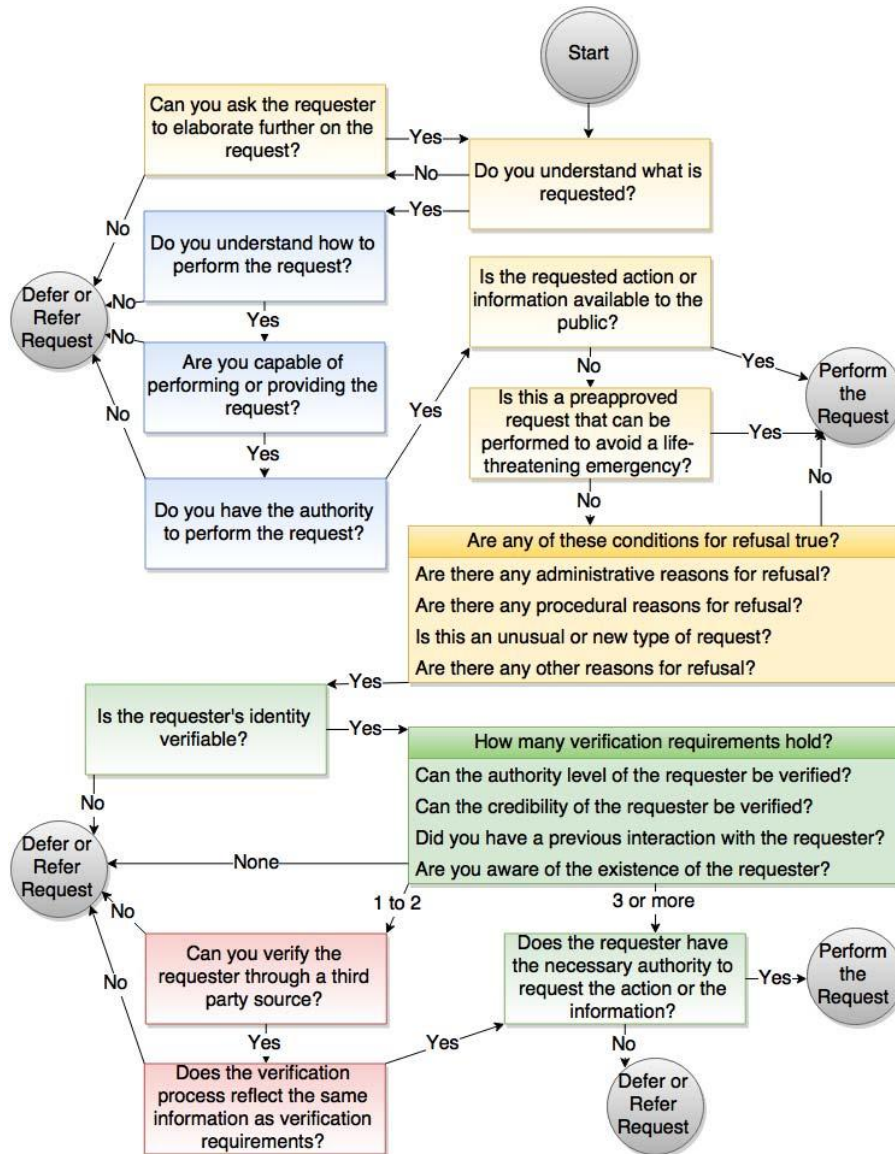 Start
Can you ask the requester
to elaborate further on the
request?
Yes
No
Do you understand what is
requested?
Yes
No
Do you understand how to
perform the request?
Is the requested action or
information available to the
public?
Defer or
Refer
Request
No
Yes
No
Are you capable of
performing or providing the
request?
No
Yes
Perform
the
Request
No
Yes
Is this a preapproved
request that can be
performed to avoid a life-
threatening emergency?
Yes
Yes
No
No
Do you have the authority
to perform the request?
Are any of these conditions for refusal true?
Are there any administrative reasons for refusal?
Are there any procedural reasons for refusal?
Is this an unusual or new type of request?
Are there any other reasons for refusal?
Yes
Is the requester's identity
verifiable?
Yes
How many verification requirements hold?
Can the authority level of the requester be verified?
Can the credibility of the requester be verified?
Did you have a previous interaction with the requester?
Are you aware of the existence of the requester?
No
Defer or
Refer
Request
None
1 to 2
3 or more
No
Can you verify the
requester through a third
party source?
Does the requester have
the necessary authority to
request the action or the
information?
Yes
Perform
the
Request
No
Yes
Yes
No
Does the verification
process reflect the same
information as verification
requirements?
Defer or
Refer
Request